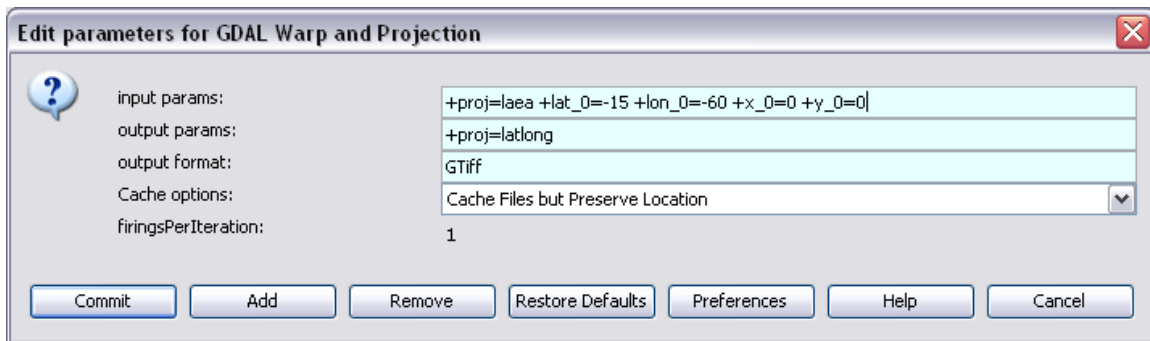 Edit parameters for GDAL Warp and Projection
input params: +proj=laea +lat_0=-15 +lon_0=-60 +x_0=0 +y_0=0
output params: +proj=latlong
output format: GTiff
Cache options: Cache Files but Preserve Location
firingsPerIteration: 1
Commit Add Remove Restore Defaults Preferences Help Cancel